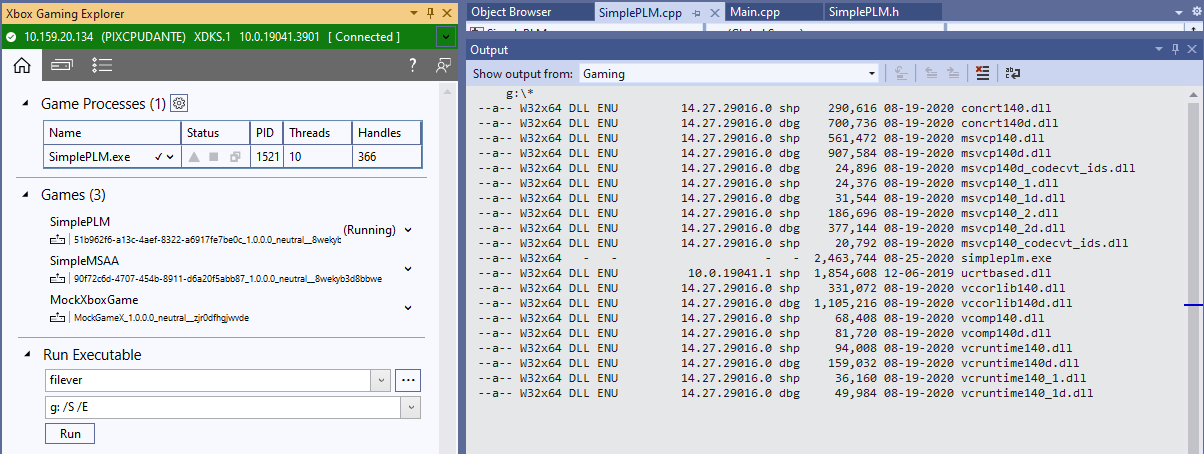 Xbox Gaming Explorer
10.159.20.134 (PIXCPUDANTE) XDKS.1 10.0.19041.3901 [ Connected ]
?
Game Processes (1)
Name Status PID Threads Handles
SimplePLM.exe 1521 10 366
Games (3)
SimplePLM
(Running)
51b962f6-a13c-4aef-8322-a6917fe7be0c_1.0.0.0_neutral__8wekyb
SimpleMSAA
90f72c6d-4707-454b-8911-d6a20f5abb87_1.0.0.0_neutral__8wekyb3d8bbwe
MockXboxGame
MockGameX_1.0.0.0_neutral__zjr0dfhgjwvde
Run Executable
filever
...
g: /S /E
Run
Object Browser SimplePLM.cpp Main.cpp SimplePLM.h
Output
Show output from: Gaming
g:\*
--a-- W32x64 DLL ENU 14.27.29016.0 shp 290,616 08-19-2020 concrt140.dll
--a-- W32x64 DLL ENU 14.27.29016.0 dbg 700,736 08-19-2020 concrt140d.dll
--a-- W32x64 DLL ENU 14.27.29016.0 shp 561,472 08-19-2020 msvcp140.dll
--a-- W32x64 DLL ENU 14.27.29016.0 dbg 907,584 08-19-2020 msvcp140d.dll
--a-- W32x64 DLL ENU 14.27.29016.0 dbg 24,896 08-19-2020 msvcp140d_codecvt_ids.dll
--a-- W32x64 DLL ENU 14.27.29016.0 shp 24,376 08-19-2020 msvcp140_1.dll
--a-- W32x64 DLL ENU 14.27.29016.0 dbg 31,544 08-19-2020 msvcp140_1d.dll
--a-- W32x64 DLL ENU 14.27.29016.0 shp 186,696 08-19-2020 msvcp140_2.dll
--a-- W32x64 DLL ENU 14.27.29016.0 dbg 377,144 08-19-2020 msvcp140_2d.dll
--a-- W32x64 DLL ENU 14.27.29016.0 shp 20,792 08-19-2020 msvcp140_codecvt_ids.dll
--a-- W32x64 - - - - 2,463,744 08-25-2020 simpleplm.exe
--a-- W32x64 DLL ENU 10.0.19041.1 shp 1,854,608 12-06-2019 ucrtbased.dll
--a-- W32x64 DLL ENU 14.27.29016.0 shp 331,072 08-19-2020 vccorlib140.dll
--a-- W32x64 DLL ENU 14.27.29016.0 dbg 1,105,216 08-19-2020 vccorlib140d.dll
--a-- W32x64 DLL ENU 14.27.29016.0 shp 68,408 08-19-2020 vcomp140.dll
--a-- W32x64 DLL ENU 14.27.29016.0 shp 81,720 08-19-2020 vcomp140d.dll
--a-- W32x64 DLL ENU 14.27.29016.0 shp 94,008 08-19-2020 vcruntime140.dll
--a-- W32x64 DLL ENU 14.27.29016.0 dbg 159,032 08-19-2020 vcruntime140d.dll
--a-- W32x64 DLL ENU 14.27.29016.0 shp 36,160 08-19-2020 vcruntime140_1.dll
--a-- W32x64 DLL ENU 14.27.29016.0 dbg 49,984 08-19-2020 vcruntime140_1d.dll